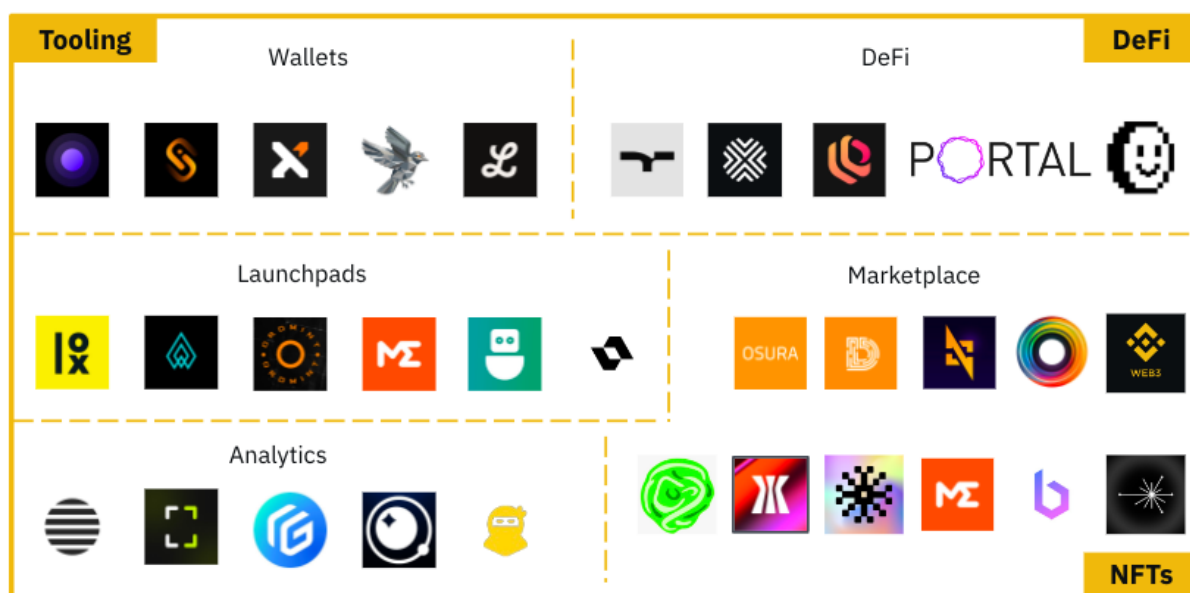 Tooling
DeFi
Wallets
DeFi
PORTAL
Launchpads
Marketplace
OSURA
WEB3
Analytics
NFTs